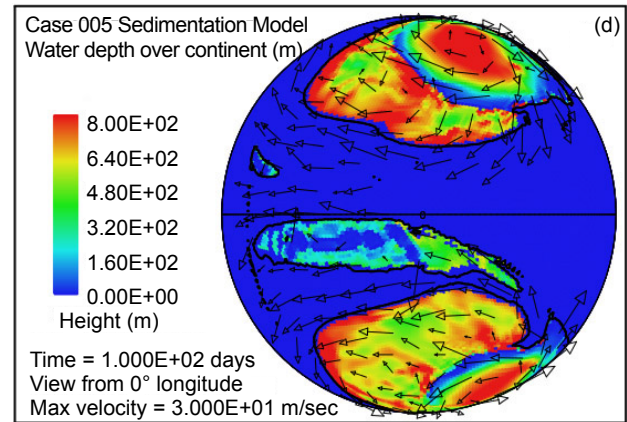 Case 005 Sedimentation Model
Water depth over continent (m)
(d)
8.00E+02
6.40E+02
4.80E+02
3.20E+02
1.60E+02
0.00E+00
Height (m)
Time = 1.000E+02 days
View from 0° longitude
Max velocity = 3.000E+01 m/sec